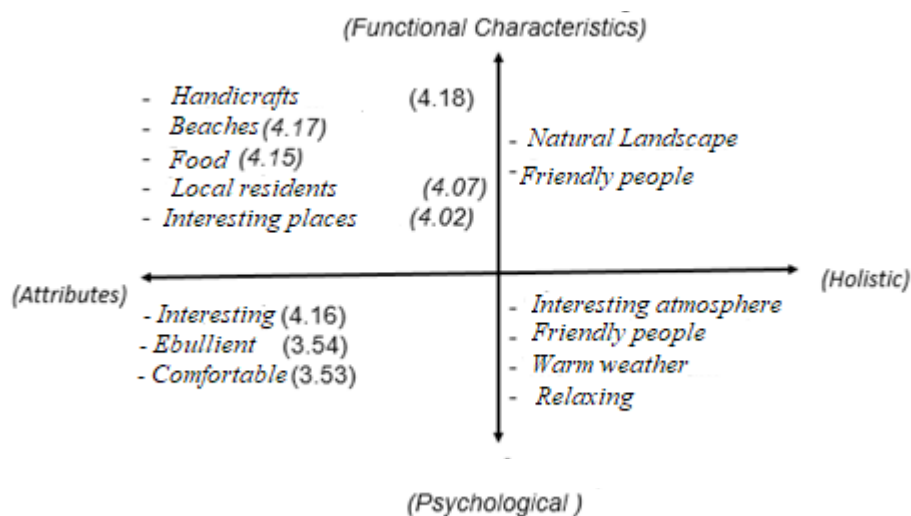 (Functional Characteristics)
- Handicrafts (4.18)
- Beaches (4.17)
- Food (4.15)
- Local residents (4.07)
- Interesting places (4.02)
- Natural Landscape
- Friendly people
(Attributes)
(Holistic)
- Interesting (4.16)
- Ebullient (3.54)
- Comfortable (3.53)
- Interesting atmosphere
- Friendly people
- Warm weather
- Relaxing
(Psychological )